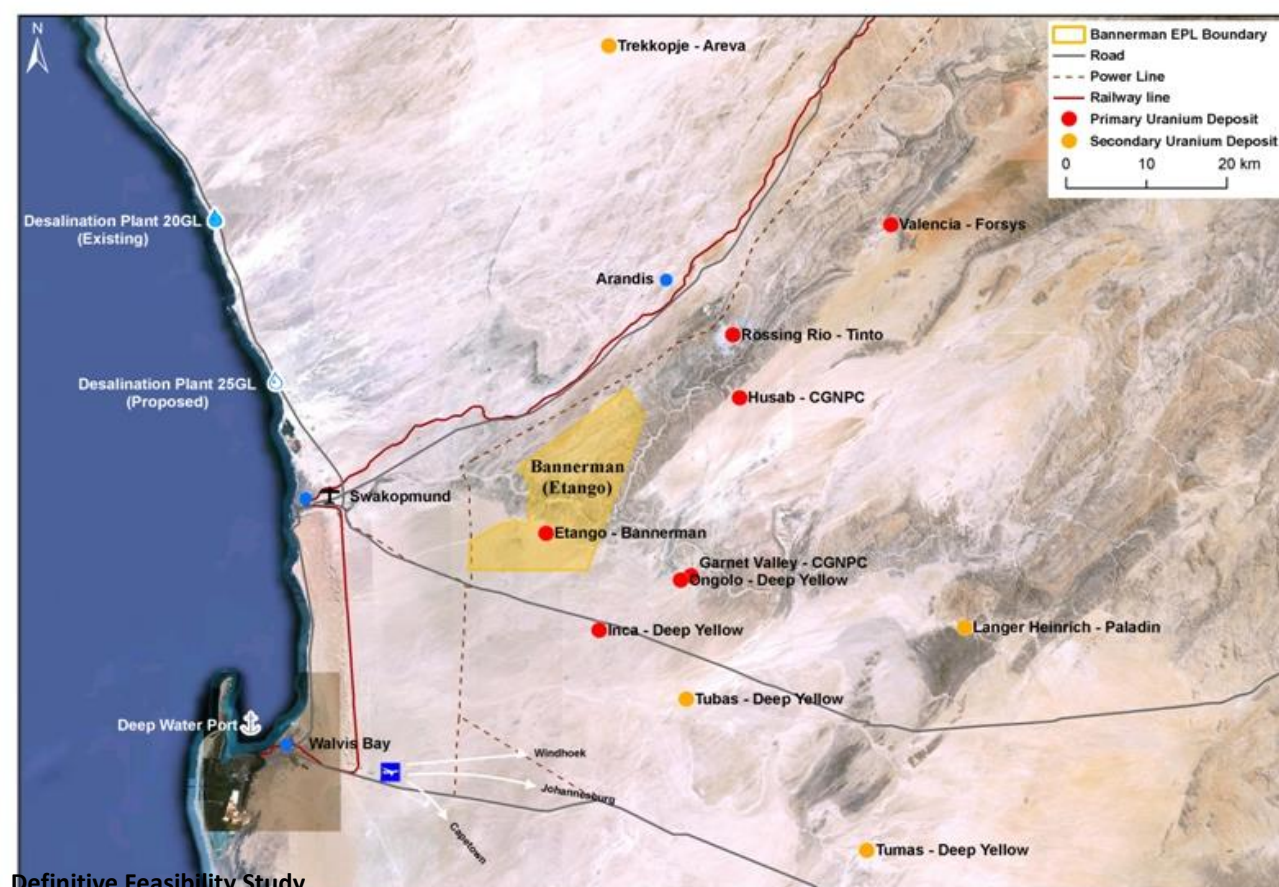 N
Trekkopje - Areva
Bannerman EPL Boundary
Road
Power Line
Railway line
Primary Uranium Deposit
Secondary Uranium Deposit
0 10 20 km
Desalination Plant 20GL
(Existing)
Valencia - Forsys
Arandis
Rössing Rio - Tinto
Desalination Plant 25GL
(Proposed)
Husab - CGNPC
Bannerman
(Etango)
Swakopmund
Etango - Bannerman
Garnet Valley - CGNPC
Ongolo - Deep Yellow
Inca - Deep Yellow
Langer Heinrich - Paladin
Tubas - Deep Yellow
Deep Water Port
Walvis Bay
Windhoek
Johannesburg
Capetown
Tumas - Deep Yellow
Definitive Feasibility Study